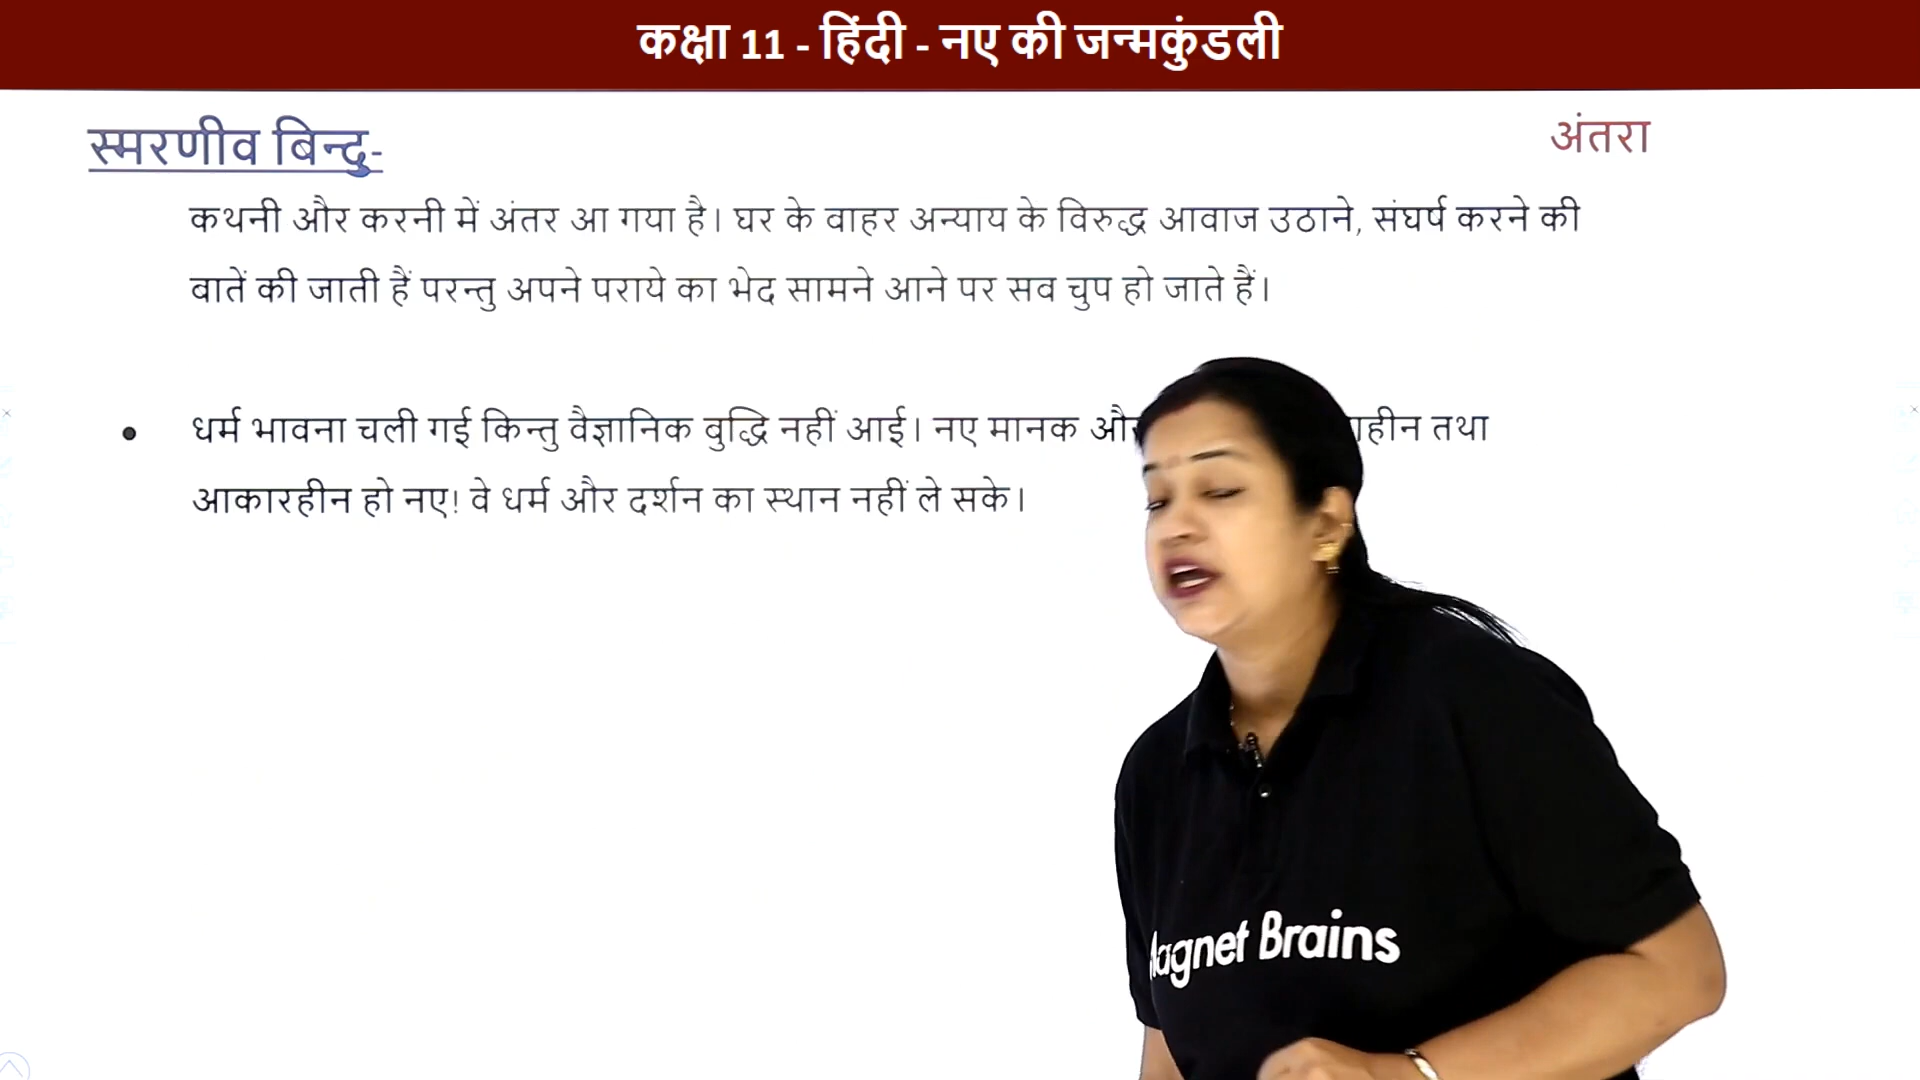 कक्षा 11 - हिंदी - नए की जन्मकुंडली
स्मरणीव बिन्दु-
अंतरा
कथनी और करनी में अंतर आ गया है। घर के वाहर अन्याय के विरुद्ध आवाज उठाने, संघर्ष करने की
बातें की जाती हैं परन्तु अपने पराये का भेद सामने आने पर सव चुप हो जाते हैं।
धर्म भावना चली गई किन्तु वैज्ञानिक वुद्धि नहीं आई। नए मानक तथा
आकारहीन हो नए! वे धर्म और दर्शन का स्थान नहीं ले सके।
Brains